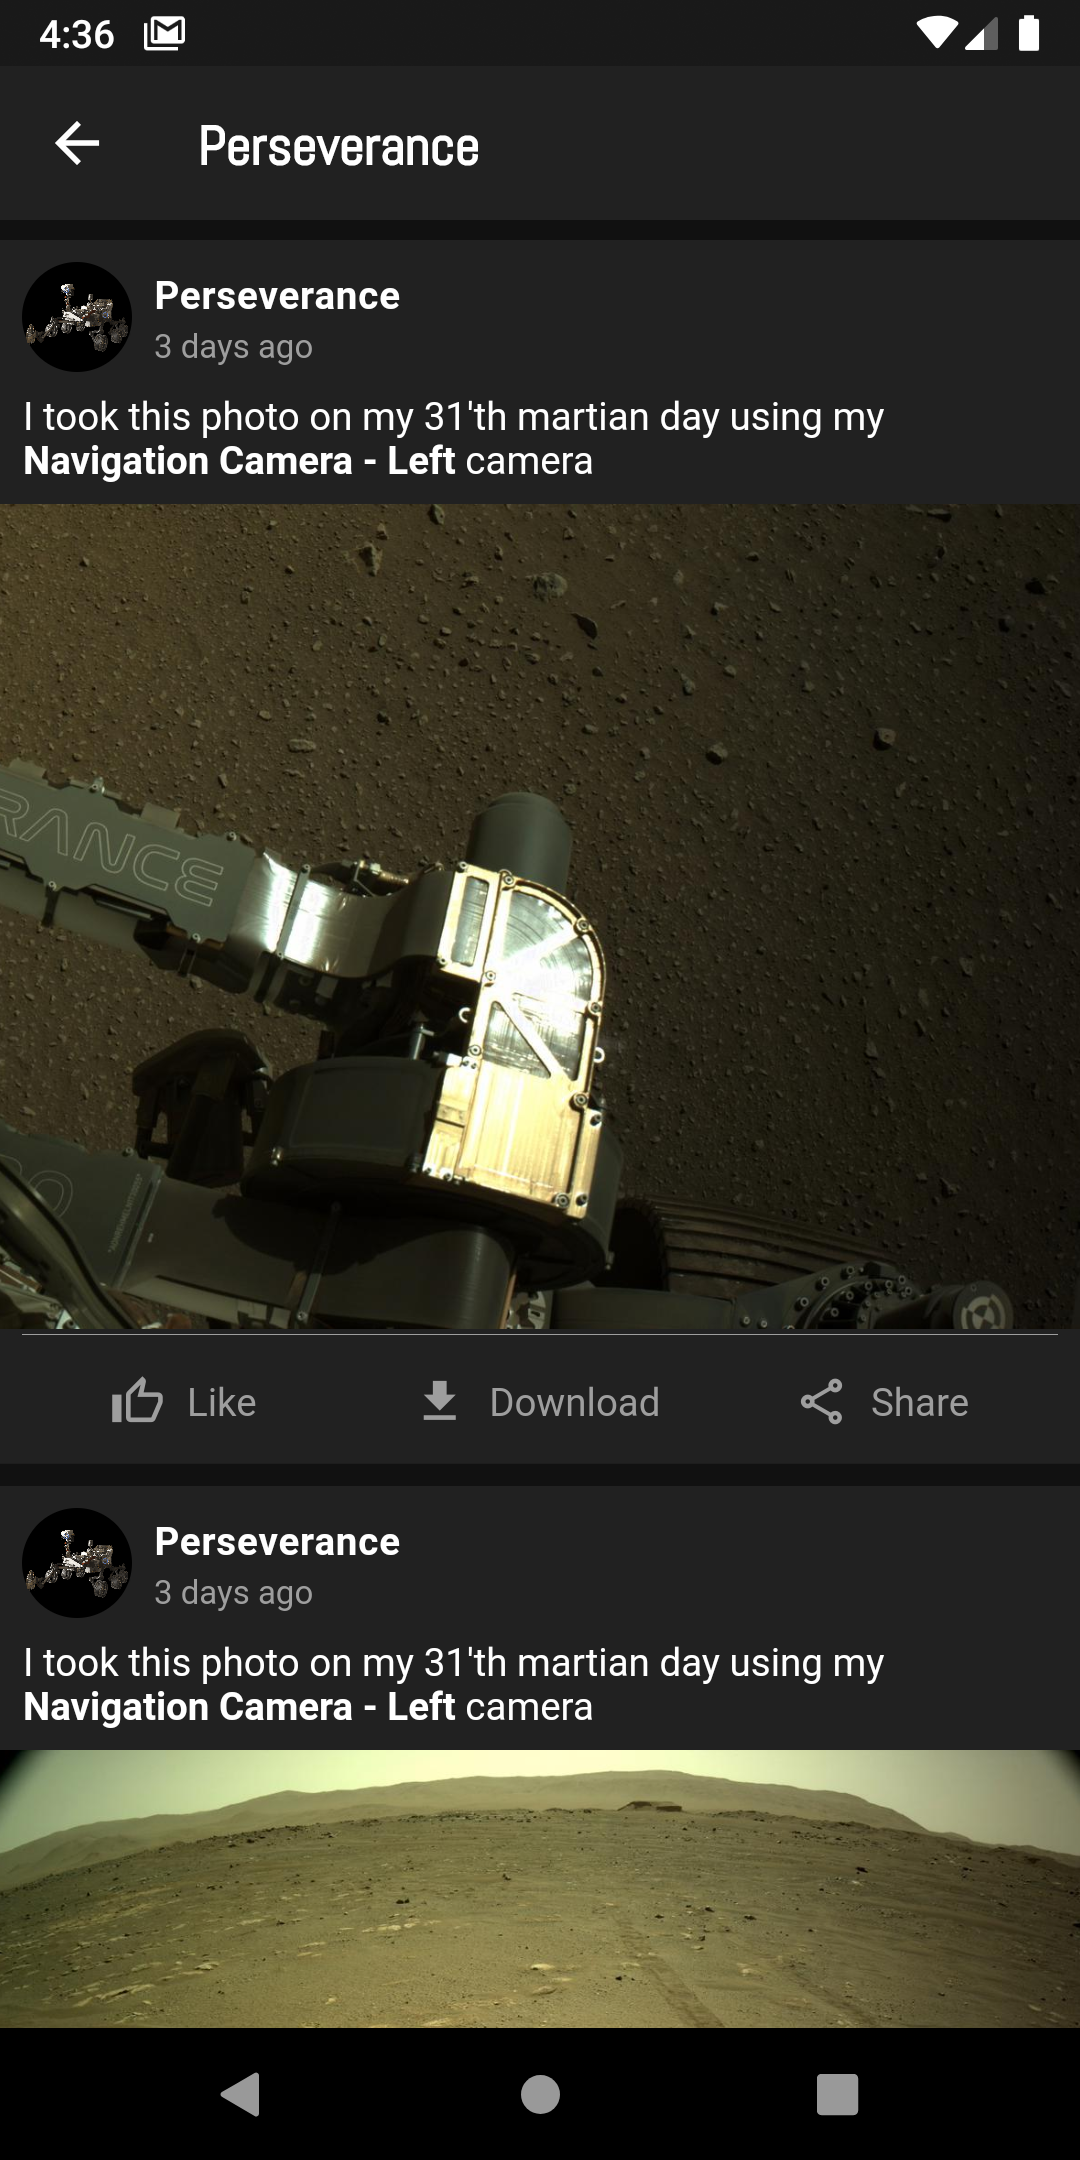 4:36
Perseverance
Perseverance
3 days ago
I took this photo on my 31'th martian day using my
Navigation Camera - Left camera
RANCE
Like
Download
Share
Perseverance
3 days ago
I took this photo on my 31'th martian day using my
Navigation Camera - Left camera